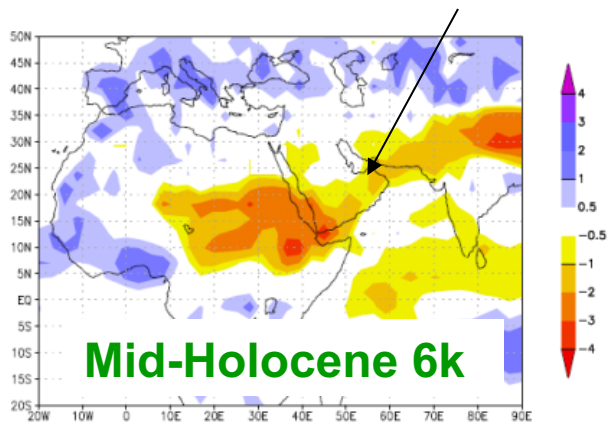 50N
45N
40N
35N
30N
25N
20N
15N
10N
5N
EQ
5S
10S
15S
20S
20W 10W 0 10E 20E 30E 40E 50E 60E 70E 80E 90E
4
3
2
1
0.5
-0.5
-1
-2
-3
-4
Mid-Holocene 6k